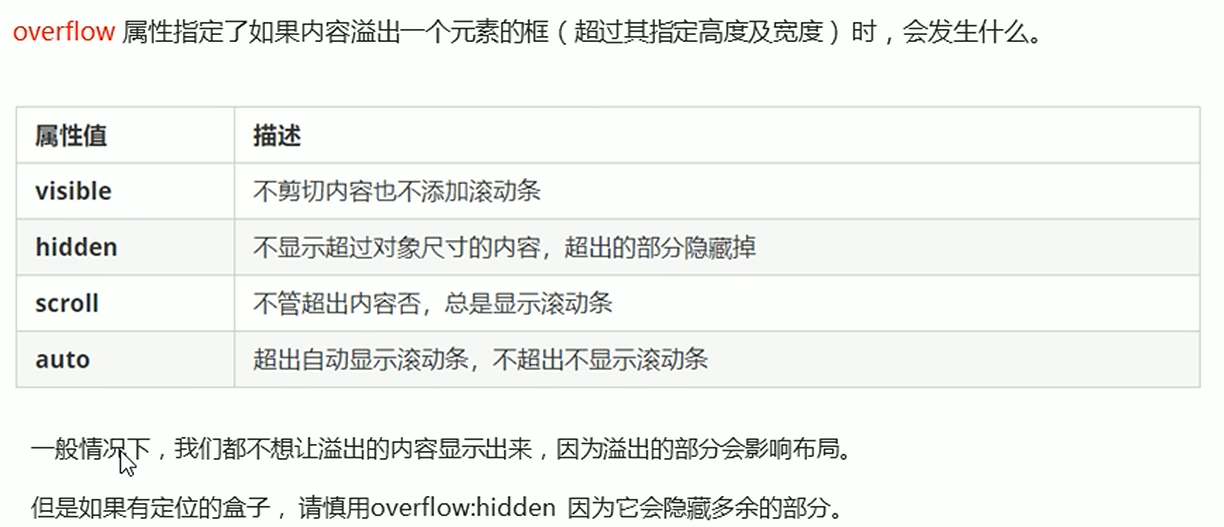 overflow 属性指定了如果内容溢出一个元素的框（超过其指定高度及宽度）时，会发生什么。
属性值 描述
visible 不剪切内容也不添加滚动条
hidden 不显示超过对象尺寸的内容，超出的部分隐藏掉
scroll 不管超出内容否，总是显示滚动条
auto 超出自动显示滚动条，不超出不显示滚动条
一般情况下，我们都不想让溢出的内容显示出来，因为溢出的部分会影响布局。
但是如果有定位的盒子，请慎用overflow:hidden 因为它会隐藏多余的部分。